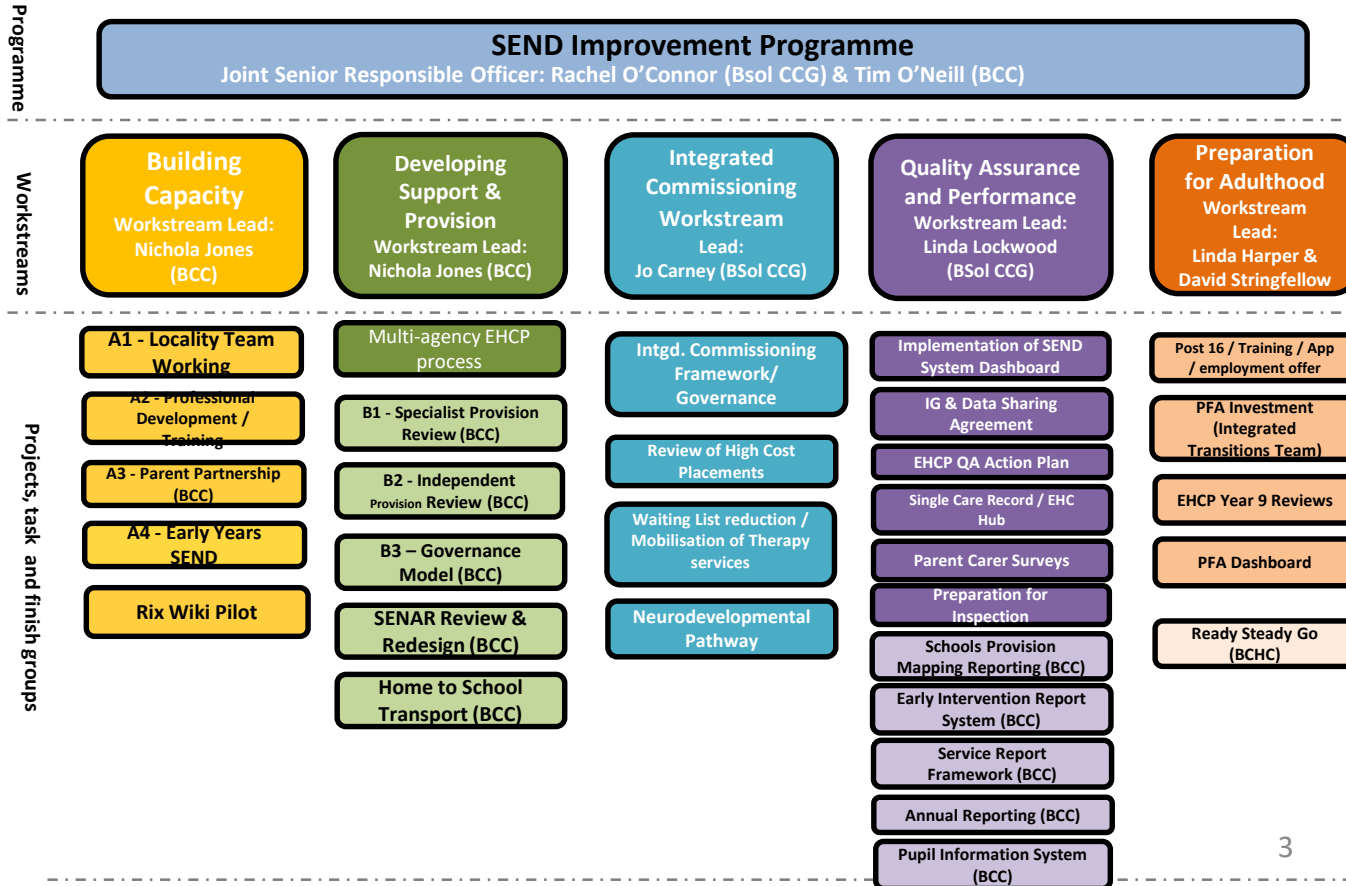 Programme
SEND Improvement Programme
Joint Senior Responsible Officer: Rachel O'Connor (Bsol CCG) & Tim O'Neill (BCC)
Workstreams
Building
Capacity
Workstream Lead:
Nichola Jones
(BCC)
Developing
Support &
Provision
Workstream Lead:
Nichola Jones (BCC)
Integrated
Commissioning
Workstream
Lead:
Jo Carney (BSol CCG)
Quality Assurance
and Performance
Workstream Lead:
Linda Lockwood
(BSol CCG)
Preparation
for Adulthood
Workstream
Lead:
Linda Harper &
David Stringfellow
Projects, task and finish groups
A1 - Locality Team
Working
A2 - Professional
Development /
Training
A3 - Parent Partnership
(BCC)
A4 - Early Years
SEND
Rix Wiki Pilot
Multi-agency EHCP
process
B1 - Specialist Provision
Review (BCC)
B2 - Independent
Provision Review (BCC)
B3 – Governance
Model (BCC)
SENAR Review &
Redesign (BCC)
Home to School
Transport (BCC)
Intgd. Commissioning
Framework/
Governance
Review of High Cost
Placements
Waiting List reduction /
Mobilisation of Therapy
services
Neurodevelopmental
Pathway
Implementation of SEND
System Dashboard
IG & Data Sharing
Agreement
EHCP QA Action Plan
Single Care Record / EHC
Hub
Parent Carer Surveys
Preparation for
Inspection
Schools Provision
Mapping Reporting (BCC)
Early Intervention Report
System (BCC)
Service Report
Framework (BCC)
Annual Reporting (BCC)
Pupil Information System
(BCC)
Post 16 / Training / App
/ employment offer
PFA Investment
(Integrated
Transitions Team)
EHCP Year 9 Reviews
PFA Dashboard
Ready Steady Go
(BCHC)
3